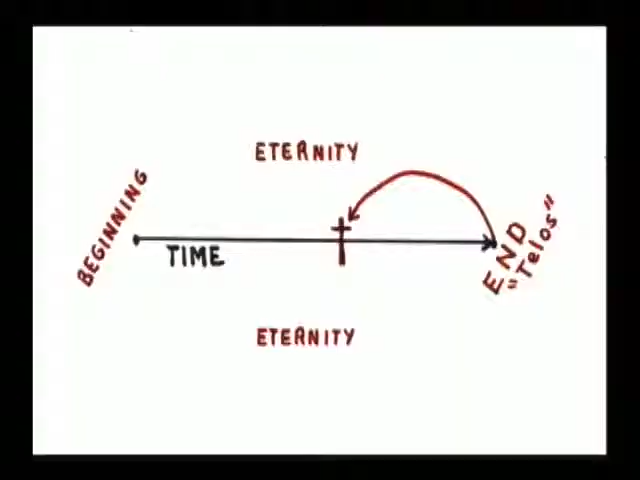 ETERNITY
BEGINNING
TIME
END
"Telos"
ETERNITY